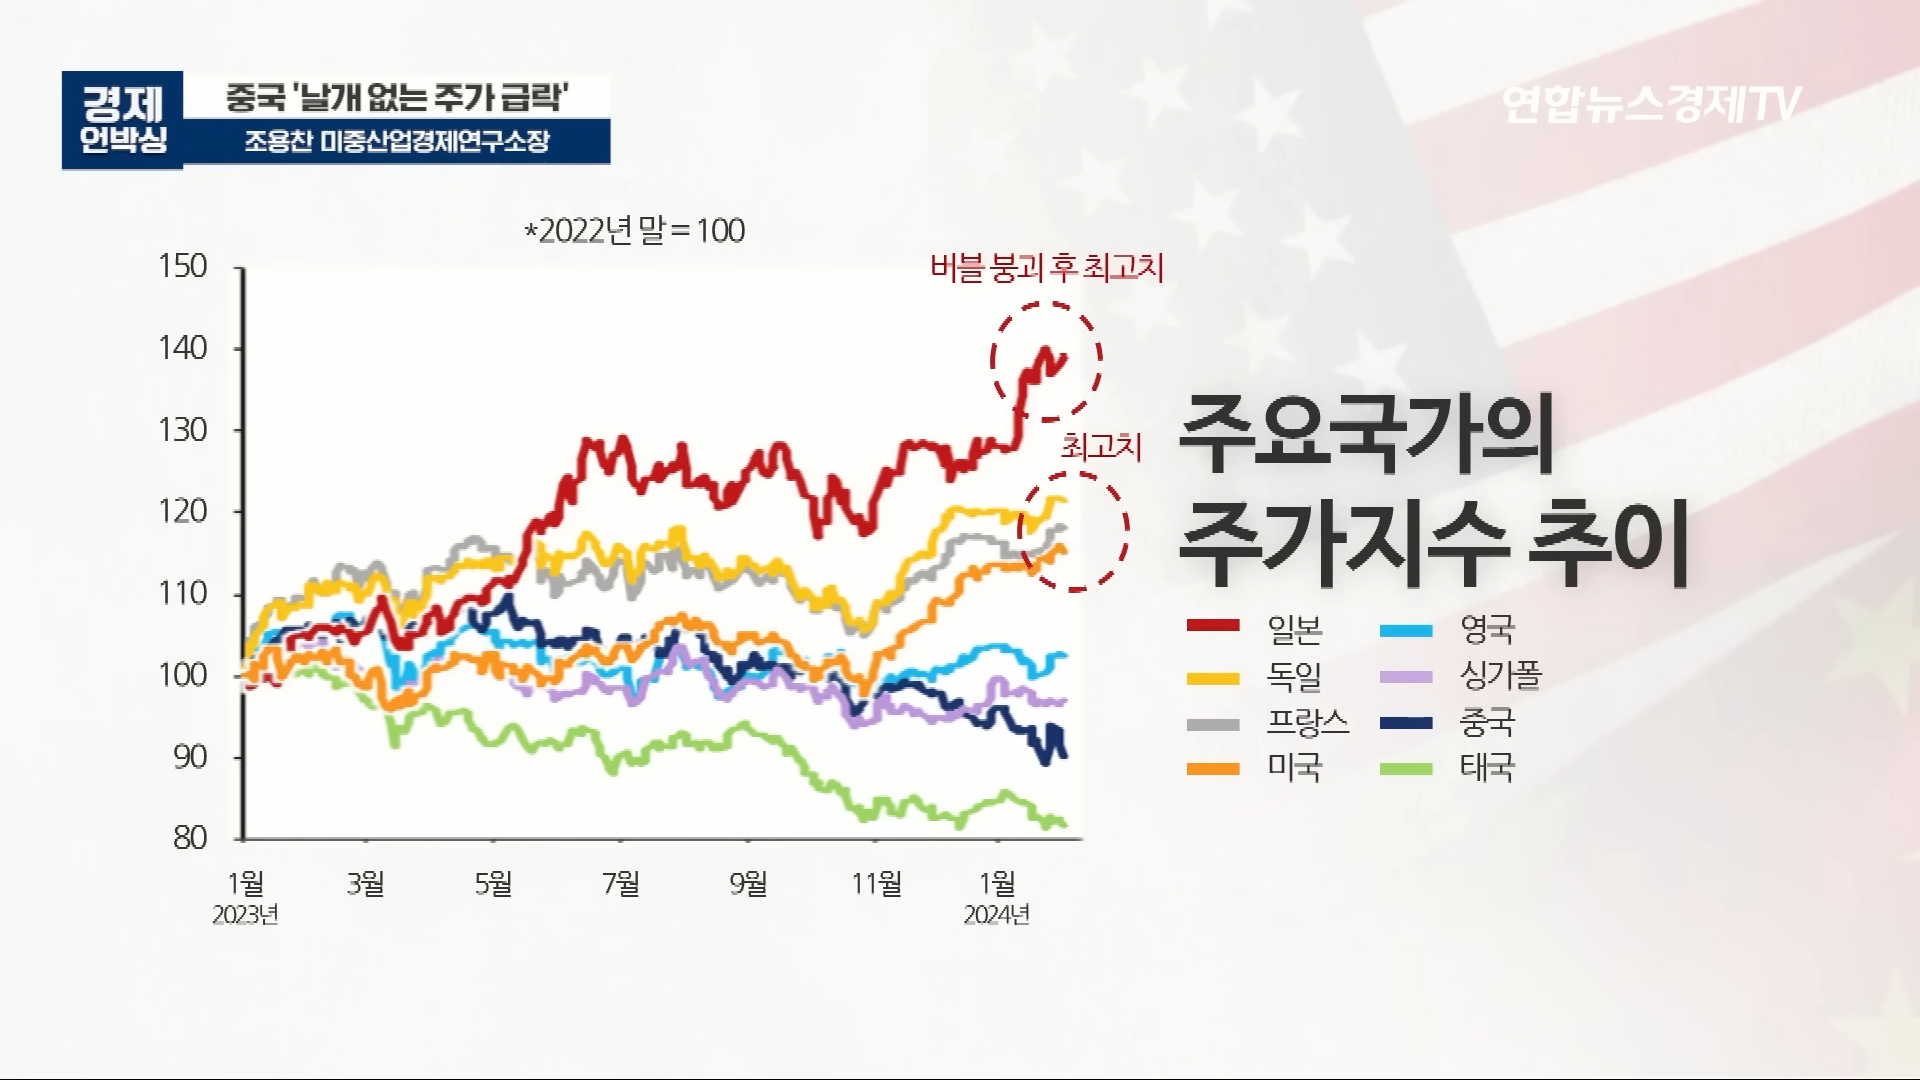 경제
언박싱
중국 '날개 없는 주가 급락'
조용찬 미중산업경제연구소장
연합뉴스경제TV
*2022년 말 = 100
버블 붕괴 후 최고치
최고치
150
140
130
120
110
100
90
80
1월
3월
5월
7월
9월
11월
1월
2023년
2024년
주요국가의
주가지수 추이
일본
영국
독일
싱가폴
프랑스
중국
미국
태국